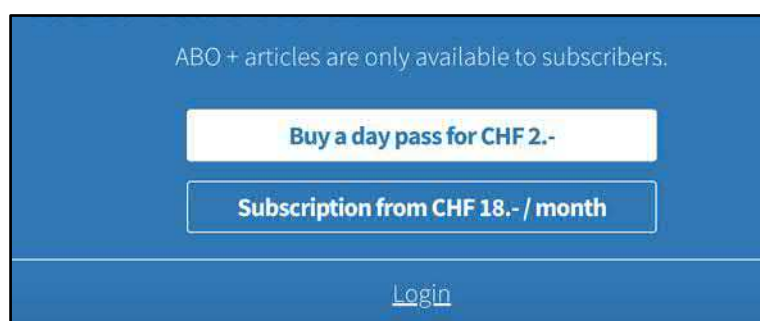 ABO + articles are only available to subscribers.
Buy a day pass for CHF 2.-
Subscription from CHF 18.- / month
Login